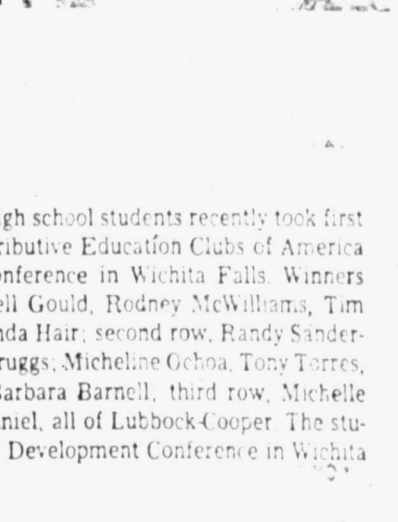 gh school students recently took first
ributive Education Clubs of America
onference in Wichita Falls. Winners
ell Gould, Rodney McWilliams, Tim
nda Hair; second row, Randy Sander-
ruggs; Micheline Ochoa, Tony Torres,
Barbara Barnell, third row, Michelle
niel, all of Lubbock-Cooper. The stu-
Development Conference in Wichita